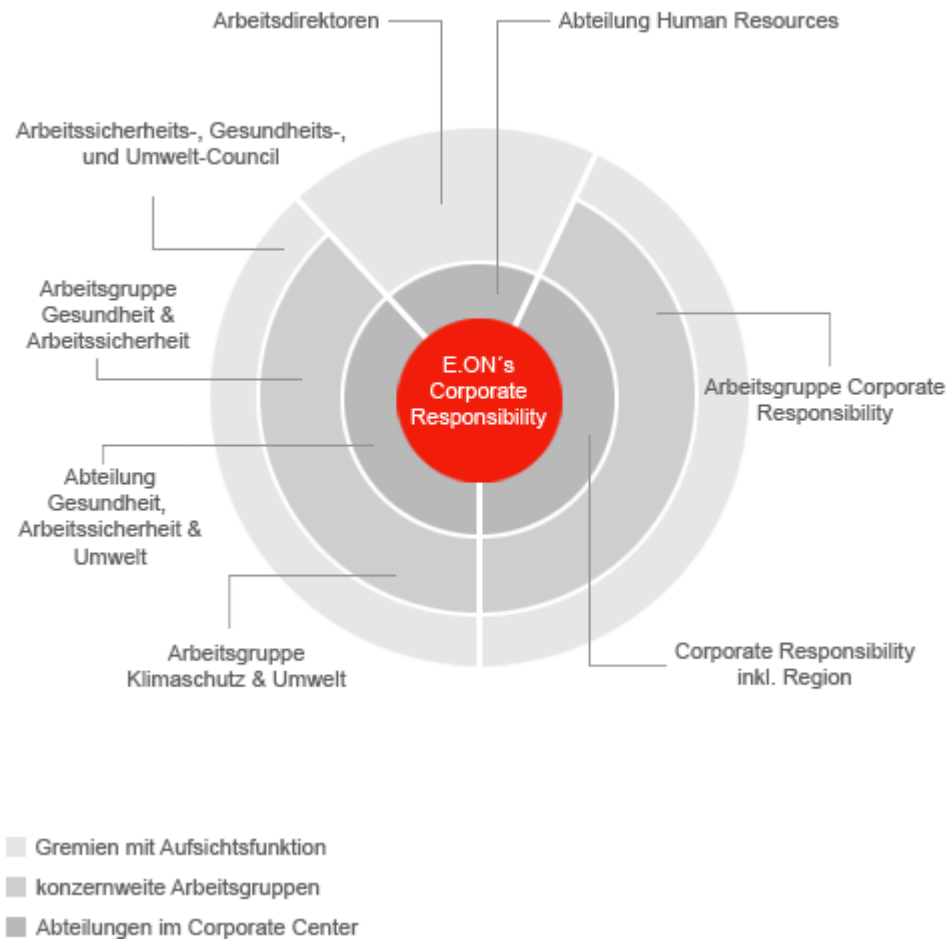 Arbeitsdirektoren
Abteilung Human Resources
Arbeitssicherheits-, Gesundheits-,
und Umwelt-Council
Arbeitsgruppe
Gesundheit &
Arbeitssicherheit
E.ON´s
Corporate
Responsibility
Arbeitsgruppe Corporate
Responsibility
Abteilung
Gesundheit,
Arbeitssicherheit &
Umwelt
Arbeitsgruppe
Klimaschutz & Umwelt
Corporate Responsibility
inkl. Region
Gremien mit Aufsichtsfunktion
konzernweite Arbeitsgruppen
Abteilungen im Corporate Center